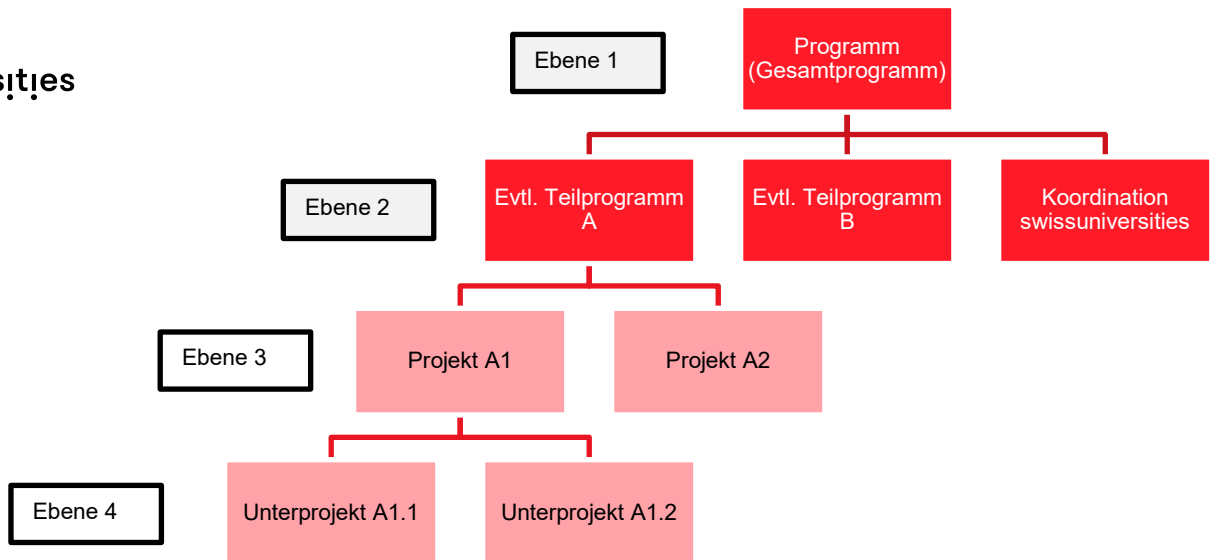 Ebene 1
Programm
(Gesamtprogramm)
sities
Ebene 2
Evtl. Teilprogramm
A
Evtl. Teilprogramm
B
Koordination
swissuniversities
Ebene 3
Projekt A1
Projekt A2
Ebene 4
Unterprojekt A1.1
Unterprojekt A1.2